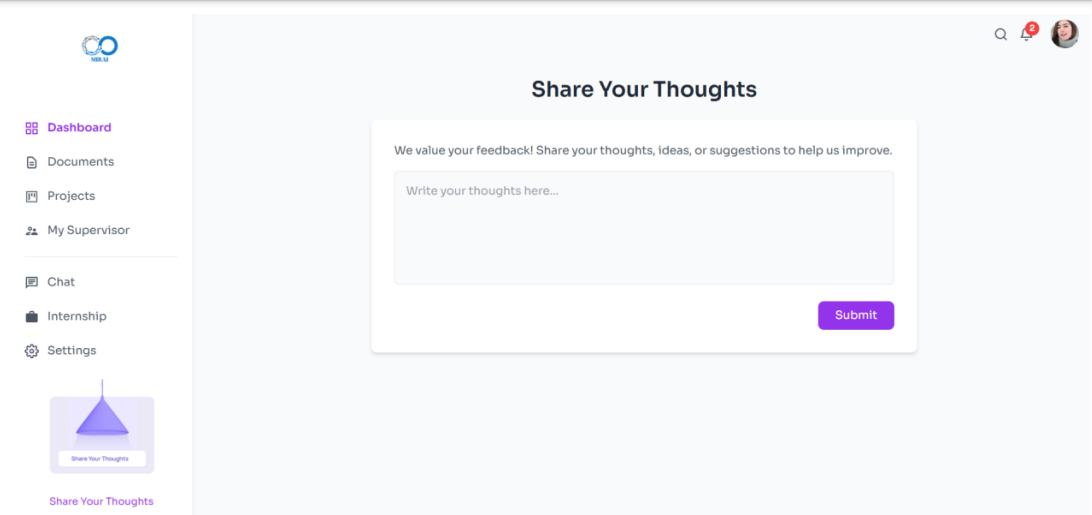 MIRAI
2
Share Your Thoughts
Dashboard
We value your feedback! Share your thoughts, ideas, or suggestions to help us improve.
Documents
Write your thoughts here...
Projects
My Supervisor
Chat
Internship
Submit
Settings
Share Your Thoughts
Share Your Thoughts